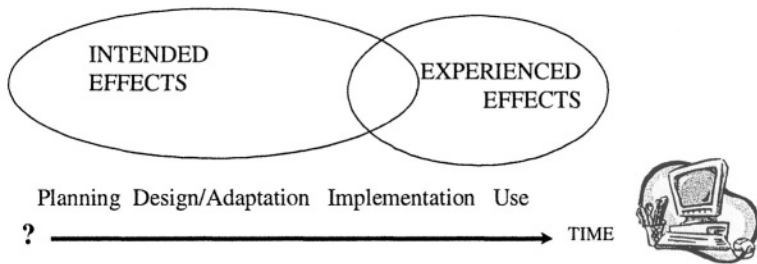 INTENDED
EFFECTS
EXPERIENCED
EFFECTS
Planning Design/Adaptation Implementation Use
? TIME